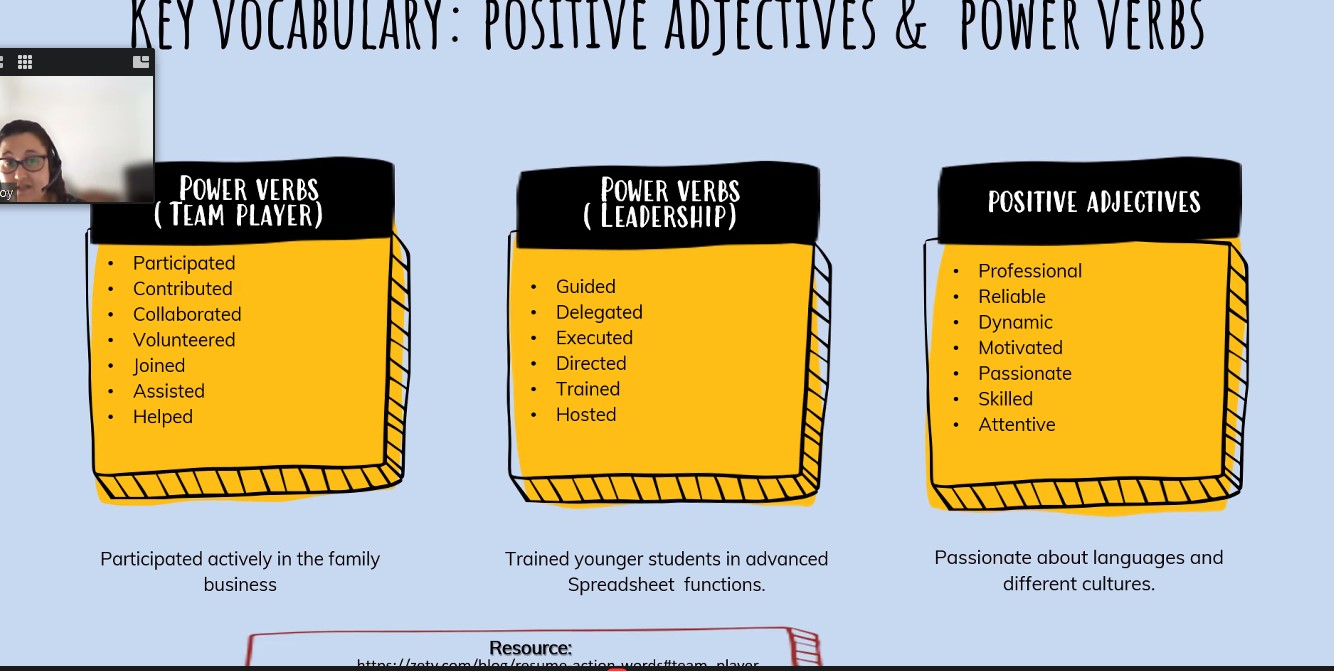 KEY VOCABULARY: POSITIVE ADJECTIVES & POWER VERBS
oy
POWER VERBS
( TEAM PLAYER)
• Participated
• Contributed
• Collaborated
• Volunteered
• Joined
• Assisted
• Helped
Participated actively in the family
business
POWER VERBS
( LEADERSHIP)
• Guided
• Delegated
• Executed
• Directed
• Trained
• Hosted
Trained younger students in advanced
Spreadsheet functions.
POSITIVE ADJECTIVES
• Professional
• Reliable
• Dynamic
• Motivated
• Passionate
• Skilled
• Attentive
Passionate about languages and
different cultures.
Resource:
https://zety.com/blog/resume-action-words#team_player